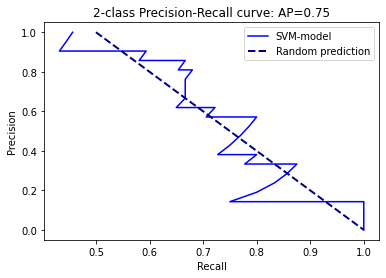 2-class Precision-Recall curve: AP=0.75
SVM-model
Random prediction
Precision
1.0
0.8
0.6
0.4
0.2
0.0
0.5
0.6
0.7
0.8
0.9
1.0
Recall